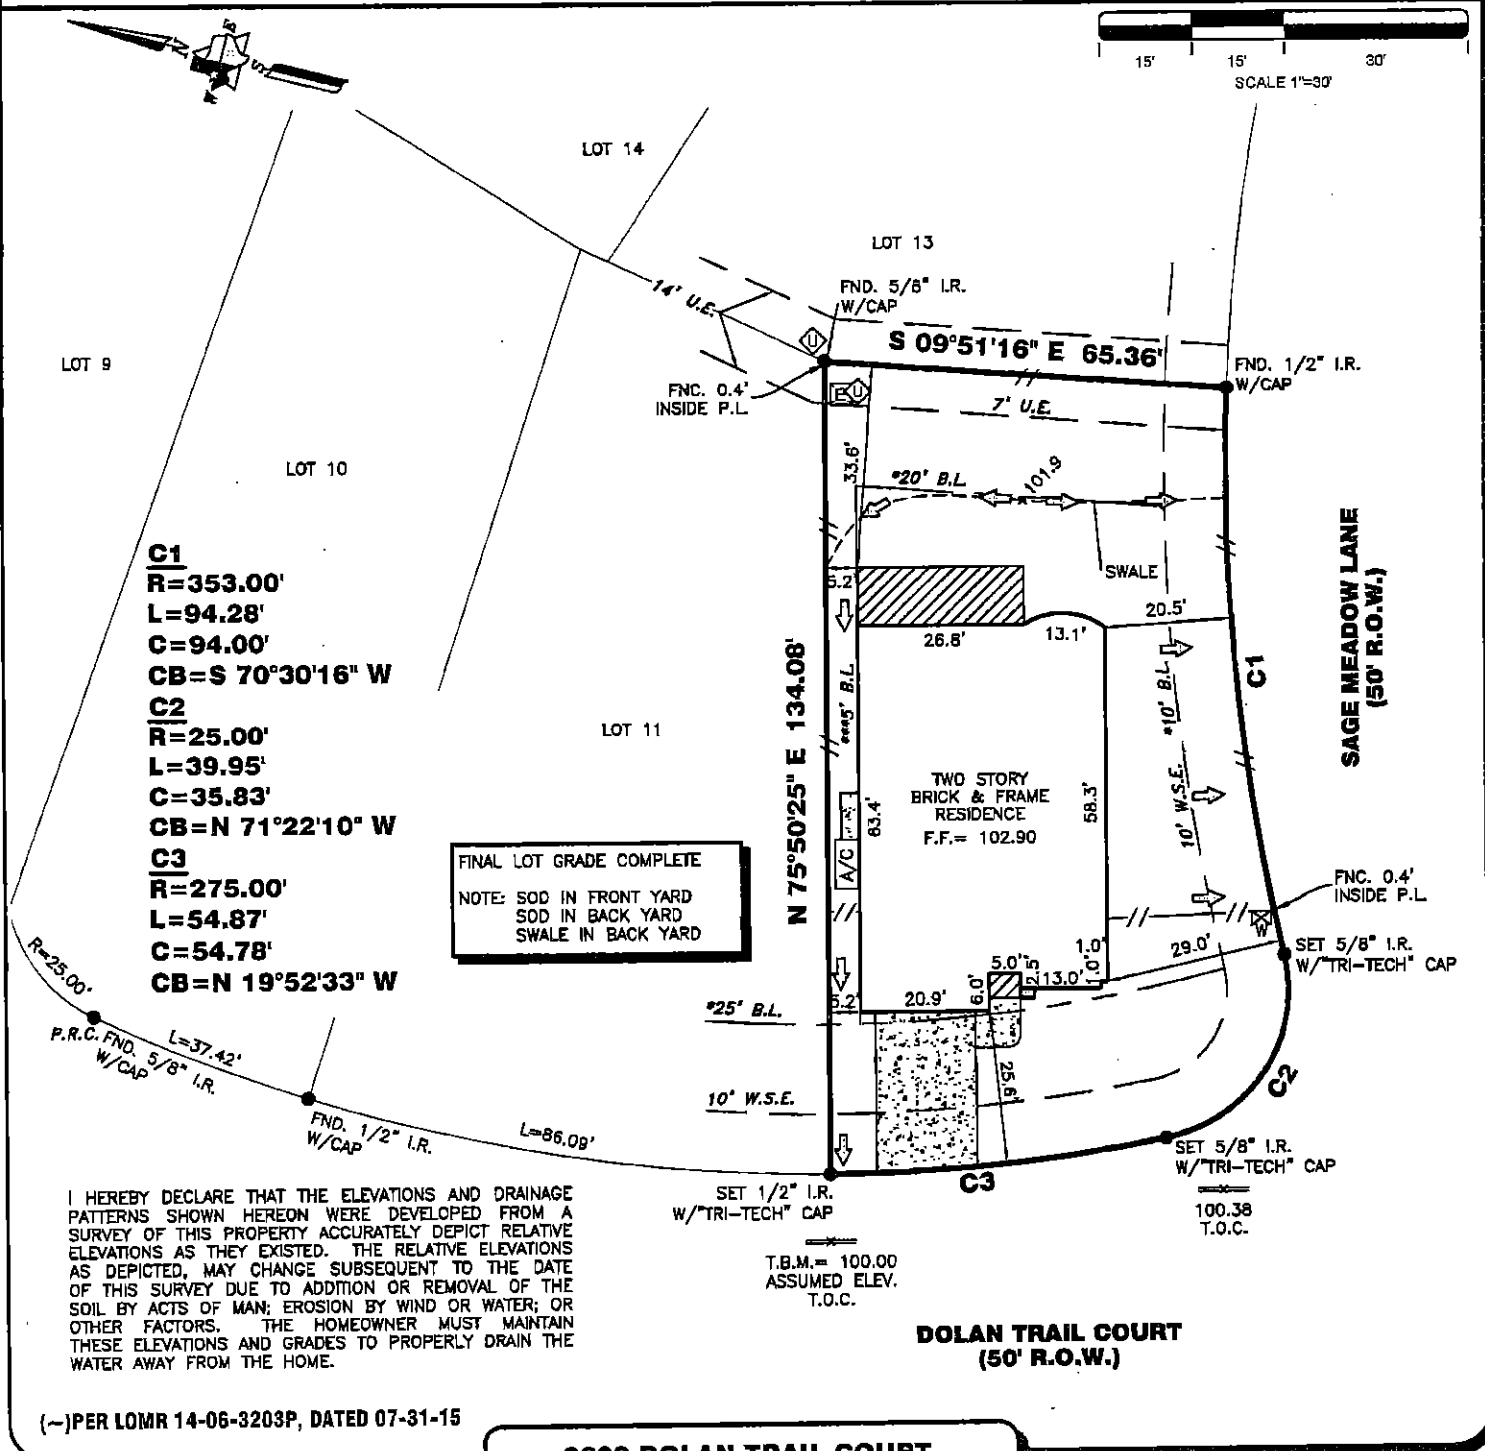 N
B
S
15' 15' 30'
SCALE 1"=30'
LOT 14
LOT 13
FND. 5/8" I.R.
W/CAP
14' U.E.
U
S 09°51'16" E 65.36'
FND. 1/2" I.R.
W/CAP
LOT 9
FNC. 0.4'
INSIDE P.L.
E U
7' U.E.
LOT 10
33.6'
*20' B.L.
101.9
SWALE
C1
R=353.00'
L=94.28'
C=94.00'
CB=S 70°30'16" W
C2
R=25.00'
L=39.95'
C=35.83'
CB=N 71°22'10" W
C3
R=275.00'
L=54.87'
C=54.78'
CB=N 19°52'33" W
5.2'
26.8'
13.1'
20.5'
SAGE MEADOW LANE
(50' R.O.W.)
C1
N 75°50'25" E 134.08'
***5' B.L.
*10' B.L.
10' W.S.E.
LOT 11
TWO STORY
BRICK & FRAME
RESIDENCE
F.F.= 102.90
63.4'
58.3'
A/C
FINAL LOT GRADE COMPLETE
NOTE: SOD IN FRONT YARD
SOD IN BACK YARD
SWALE IN BACK YARD
FNC. 0.4'
INSIDE P.L.
W
1.0'
1.0'
29.0'
SET 5/8" I.R.
W/"TRI-TECH" CAP
R=25.00'
5.0'
2.5'
13.0'
6.0'
5.2'
20.9'
*25' B.L.
P.R.C. FND. 5/8" I.R.
W/CAP
L=37.42'
25.6'
C2
10' W.S.E.
FND. 1/2" I.R.
W/CAP
L=86.09'
SET 5/8" I.R.
W/"TRI-TECH" CAP
100.38
T.O.C.
C3
SET 1/2" I.R.
W/"TRI-TECH" CAP
T.B.M.= 100.00
ASSUMED ELEV.
T.O.C.
I HEREBY DECLARE THAT THE ELEVATIONS AND DRAINAGE
PATTERNS SHOWN HEREON WERE DEVELOPED FROM A
SURVEY OF THIS PROPERTY ACCURATELY DEPICT RELATIVE
ELEVATIONS AS THEY EXISTED. THE RELATIVE ELEVATIONS
AS DEPICTED, MAY CHANGE SUBSEQUENT TO THE DATE
OF THIS SURVEY DUE TO ADDITION OR REMOVAL OF THE
SOIL BY ACTS OF MAN; EROSION BY WIND OR WATER; OR
OTHER FACTORS. THE HOMEOWNER MUST MAINTAIN
THESE ELEVATIONS AND GRADES TO PROPERLY DRAIN THE
WATER AWAY FROM THE HOME.
DOLAN TRAIL COURT
(50' R.O.W.)
(~)PER LOMR 14-06-3203P, DATED 07-31-15
DOLAN TRAIL COURT